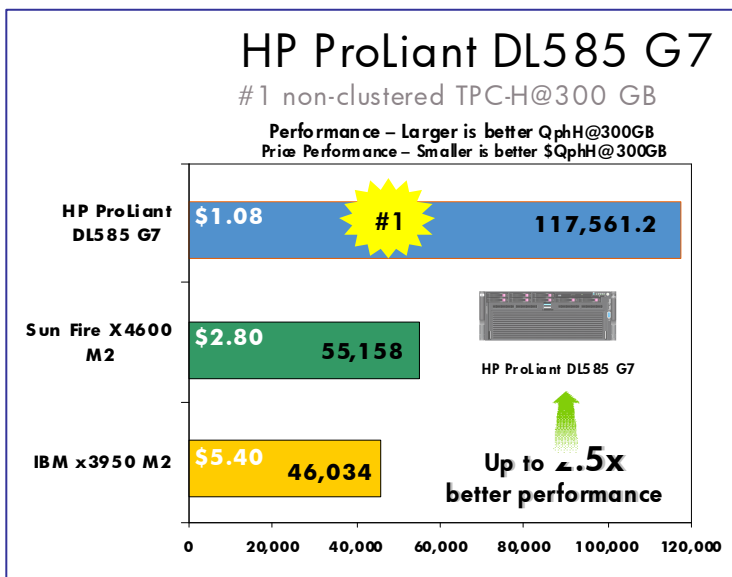 HP ProLiant DL585 G7
#1 non-clustered TPC-H@300 GB
Performance – Larger is better QphH@300GB
Price Performance – Smaller is better $QphH@300GB
HP ProLiant
DL585 G7
$1.08
#1
117,561.2
Sun Fire X4600
M2
$2.80
55,158
HP ProLiant DL585 G7
IBM x3950 M2
$5.40
46,034
Up to 2.5x
better performance
0
20,000
40,000
60,000
80,000
100,000
120,000